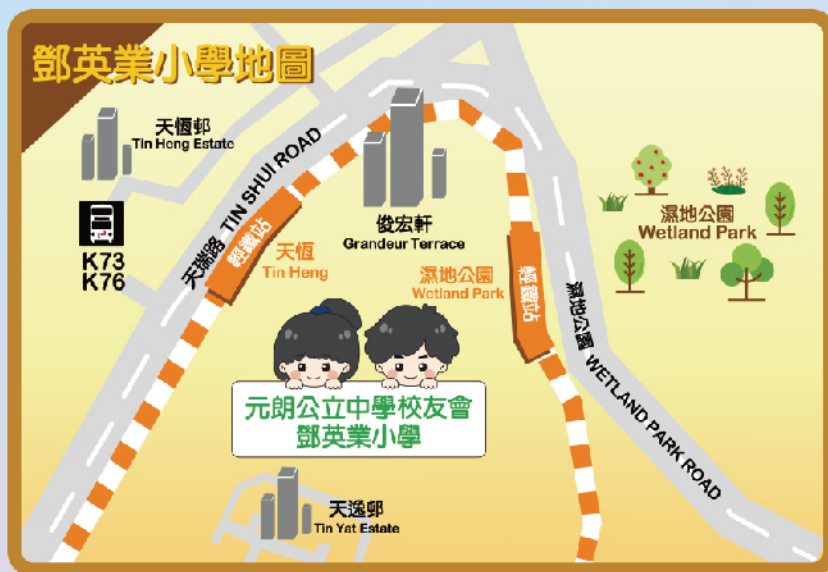 鄧英業小學地圖
天恆邨
Tin Heng Estate
K73
K76
天瑞路 TIN SHUI ROAD
輕鐵站
天恆
Tin Heng
俊宏軒
Grandeur Terrace
濕地公園
Wetland Park
輕鐵站
濕地公園
Wetland Park
濕地公園 WETLAND PARK ROAD
元朗公立中學校友會
鄧英業小學
天逸邨
Tin Yat Estate